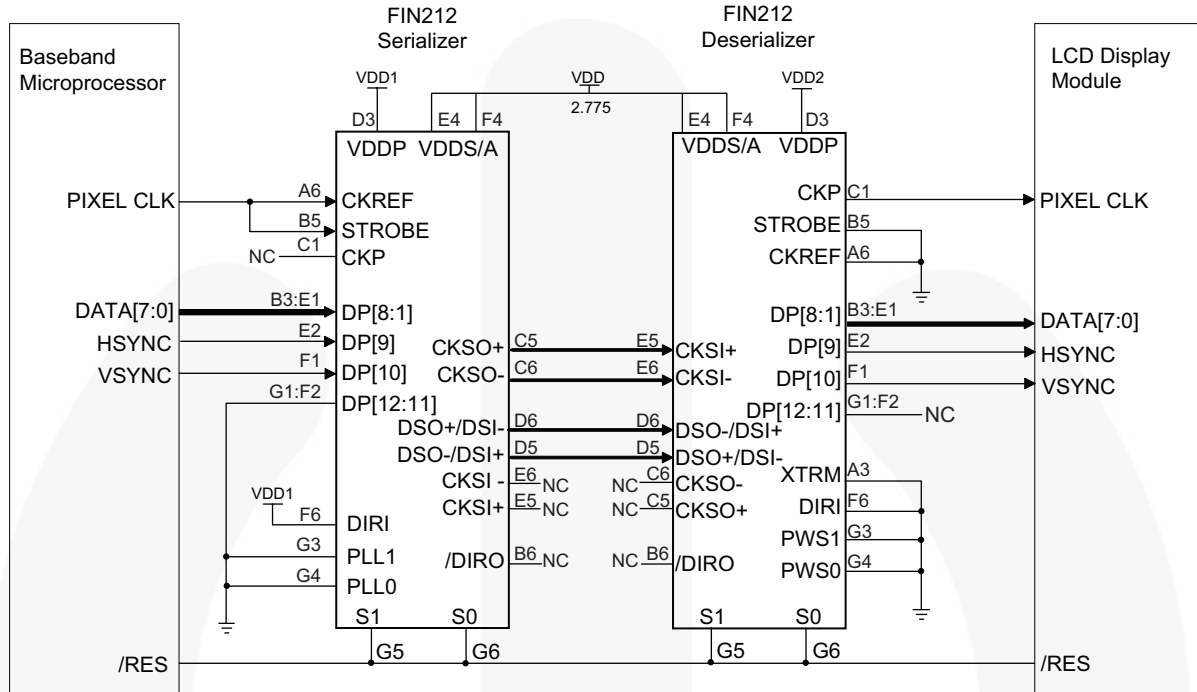 FIN212
Serializer
FIN212
Deserializer
Baseband
Microprocessor
LCD Display
Module
VDD1
VDD
2.775
VDD2
D3
E4
F4
E4
F4
D3
VDDP
VDDS/A
VDDS/A
VDDP
PIXEL CLK
A6
CKREF
B5
STROBE
NC
C1
CKP
CKP
C1
PIXEL CLK
STROBE
B5
CKREF
A6
DATA[7:0]
B3:E1
DP[8:1]
HSYNC
E2
DP[9]
VSYNC
F1
DP[10]
G1:F2
DP[12:11]
DP[8:1]
B3:E1
DATA[7:0]
DP[9]
E2
HSYNC
DP[10]
F1
VSYNC
DP[12:11]
G1:F2
NC
CKSO+
C5
E5
CKSI+
CKSO-
C6
E6
CKSI-
DSO+/DSI-
D6
D6
DSO-/DSI+
DSO-/DSI+
D5
D5
DSO+/DSI-
CKSI -
E6
NC
NC
C6
CKSO-
CKSI+
E5
NC
NC
C5
CKSO+
XTRM
A3
DIRI
F6
PWS1
G3
PWS0
G4
VDD1
F6
DIRI
G3
PLL1
G4
PLL0
/DIRO
B6
NC
NC
B6
/DIRO
S1
S0
S1
S0
G5
G6
G5
G6
/RES
/RES